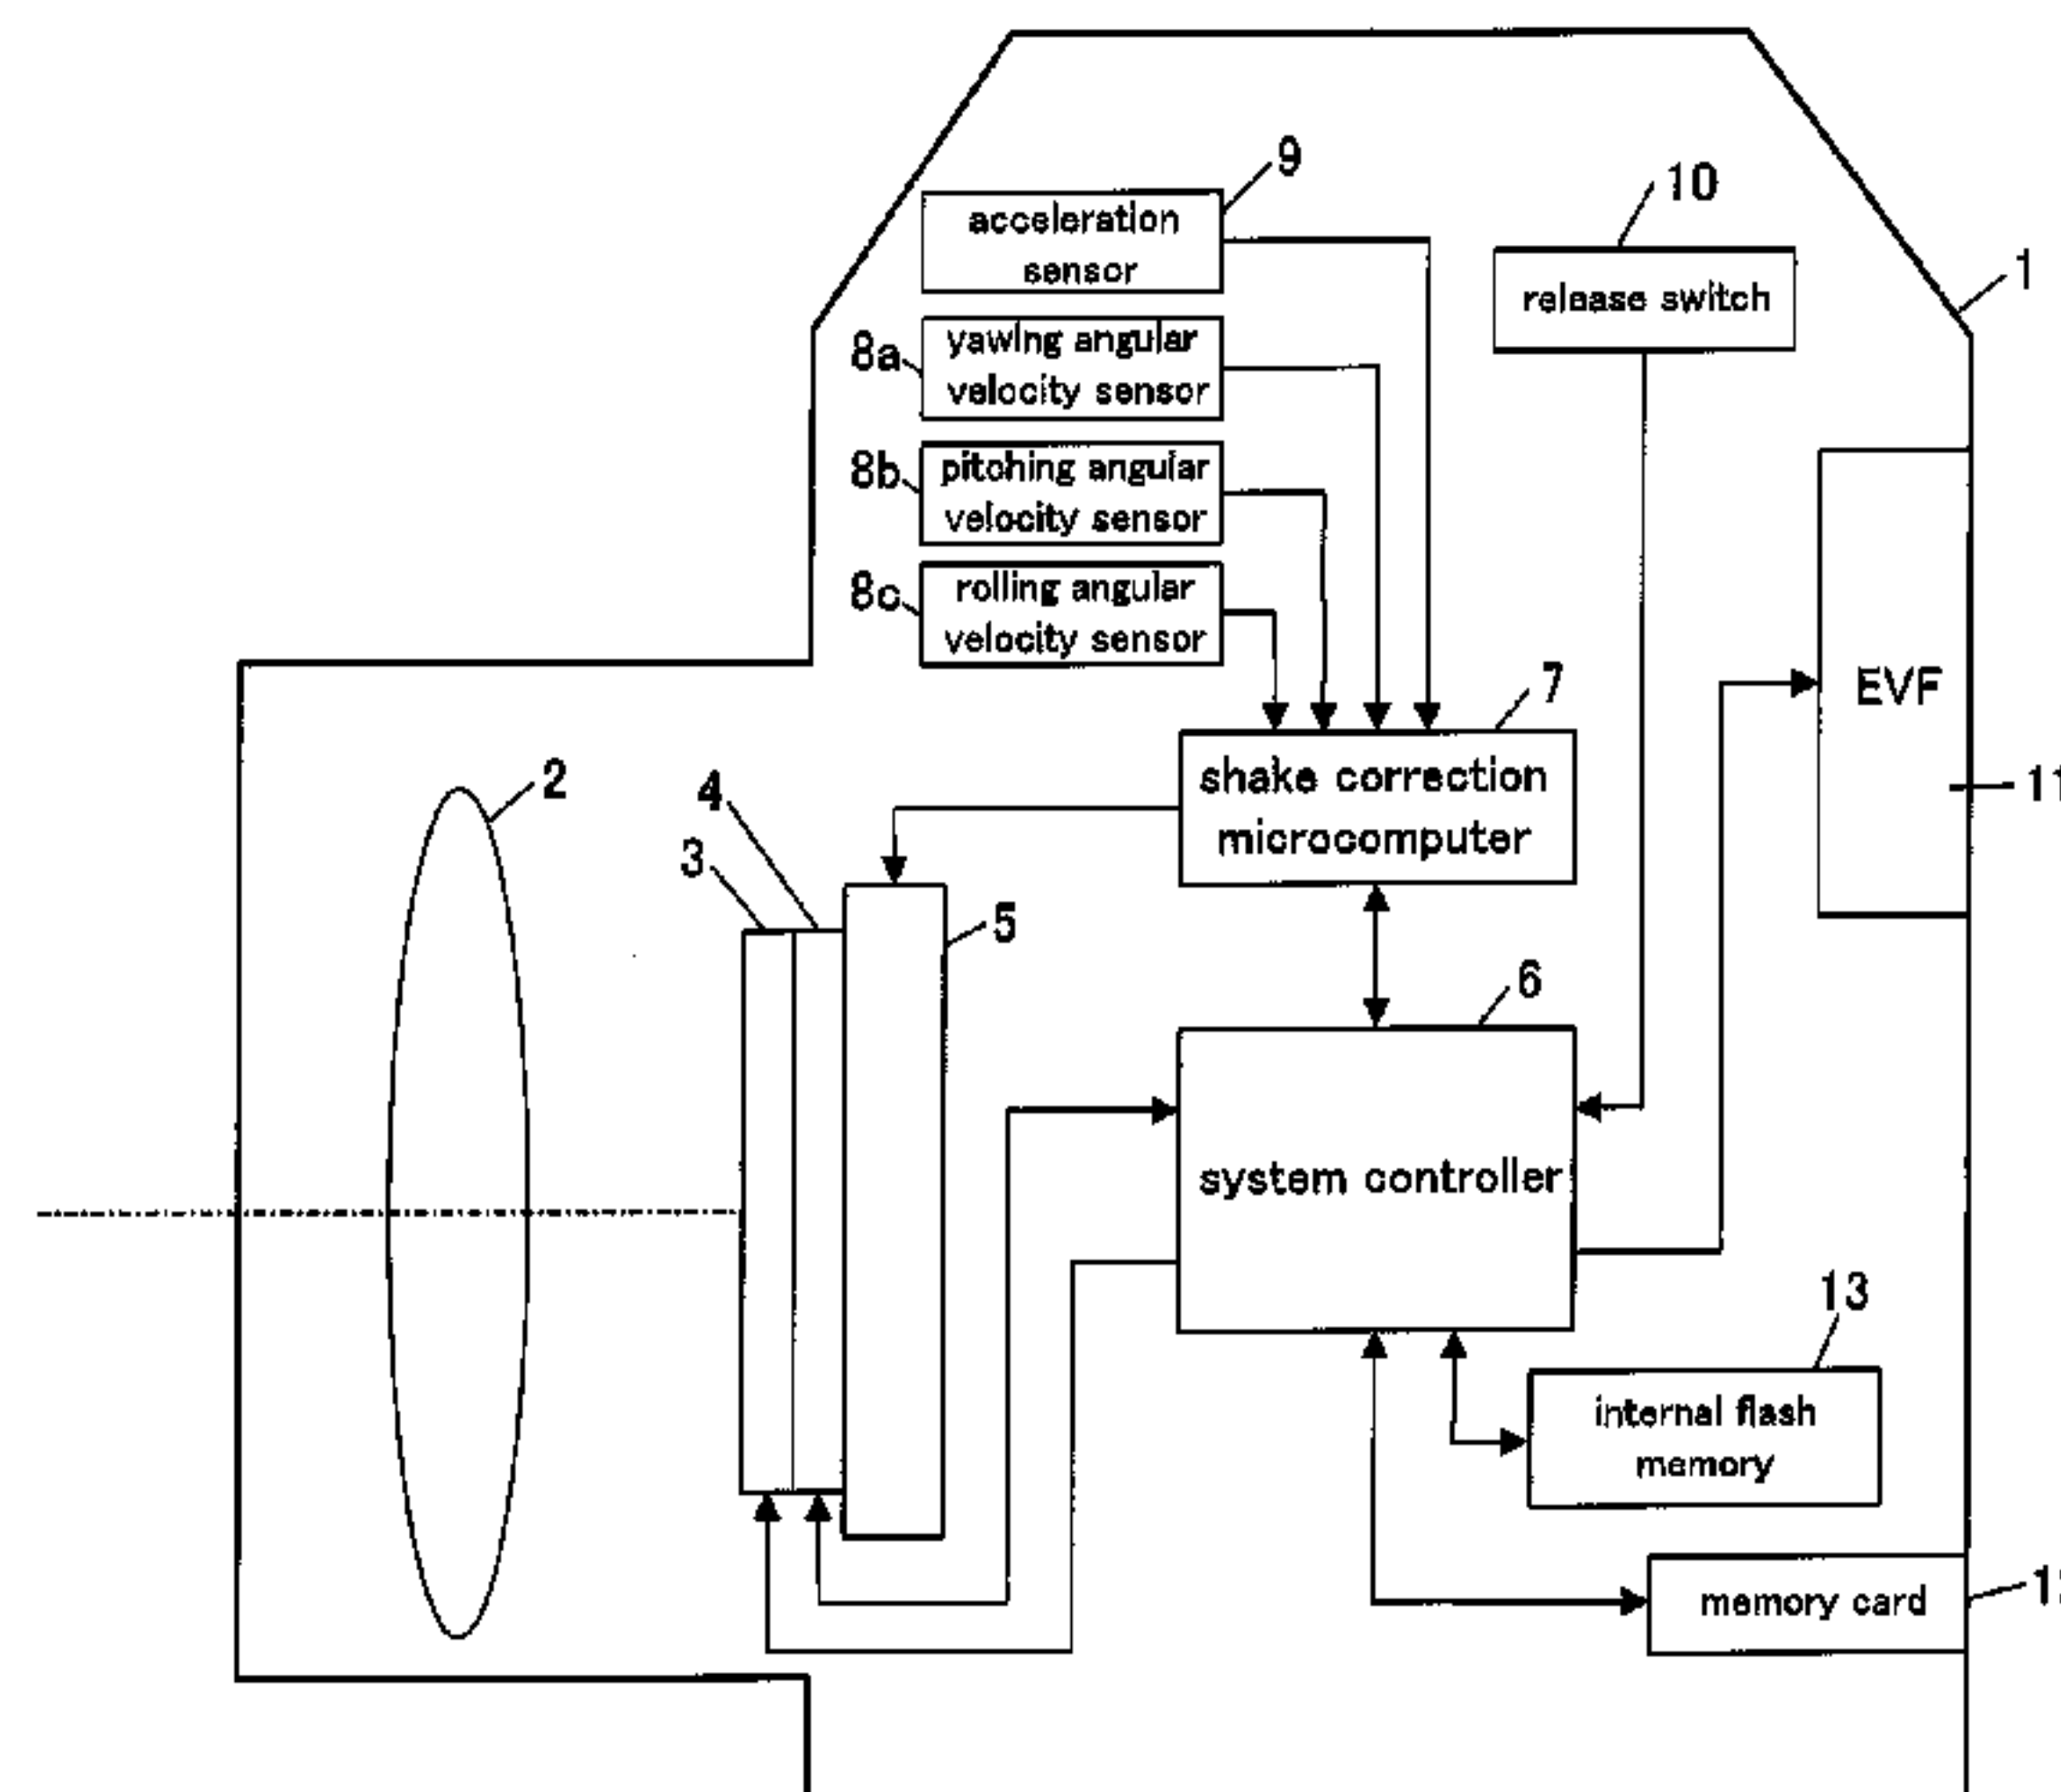 9
acceleration
sensor
10
release switch
1
8a
yawing angular
velocity sensor
8b
pitching angular
velocity sensor
8c
rolling angular
velocity sensor
7
shake correction
microcomputer
EVF
11
2
4
3
5
6
system controller
13
internal flash
memory
memory card